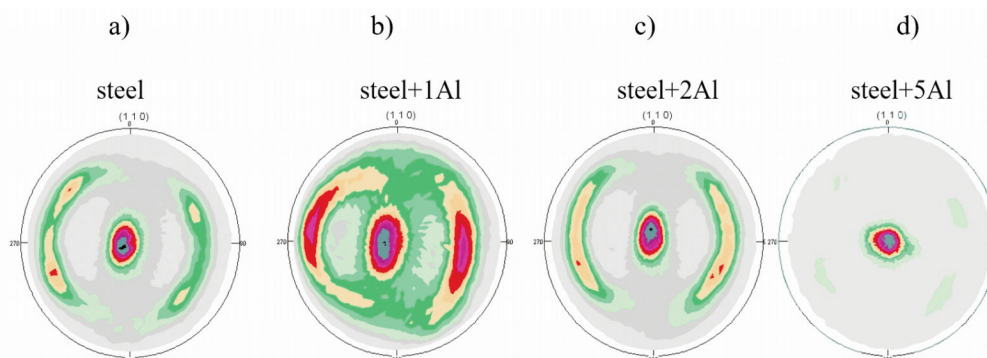 a) b) c) d)
steel steel+1Al steel+2Al steel+5Al
(1 1 0) (1 1 0) (1 1 0) (1 1 0)
0 0 0 0
270 90 270 90 270 270 90